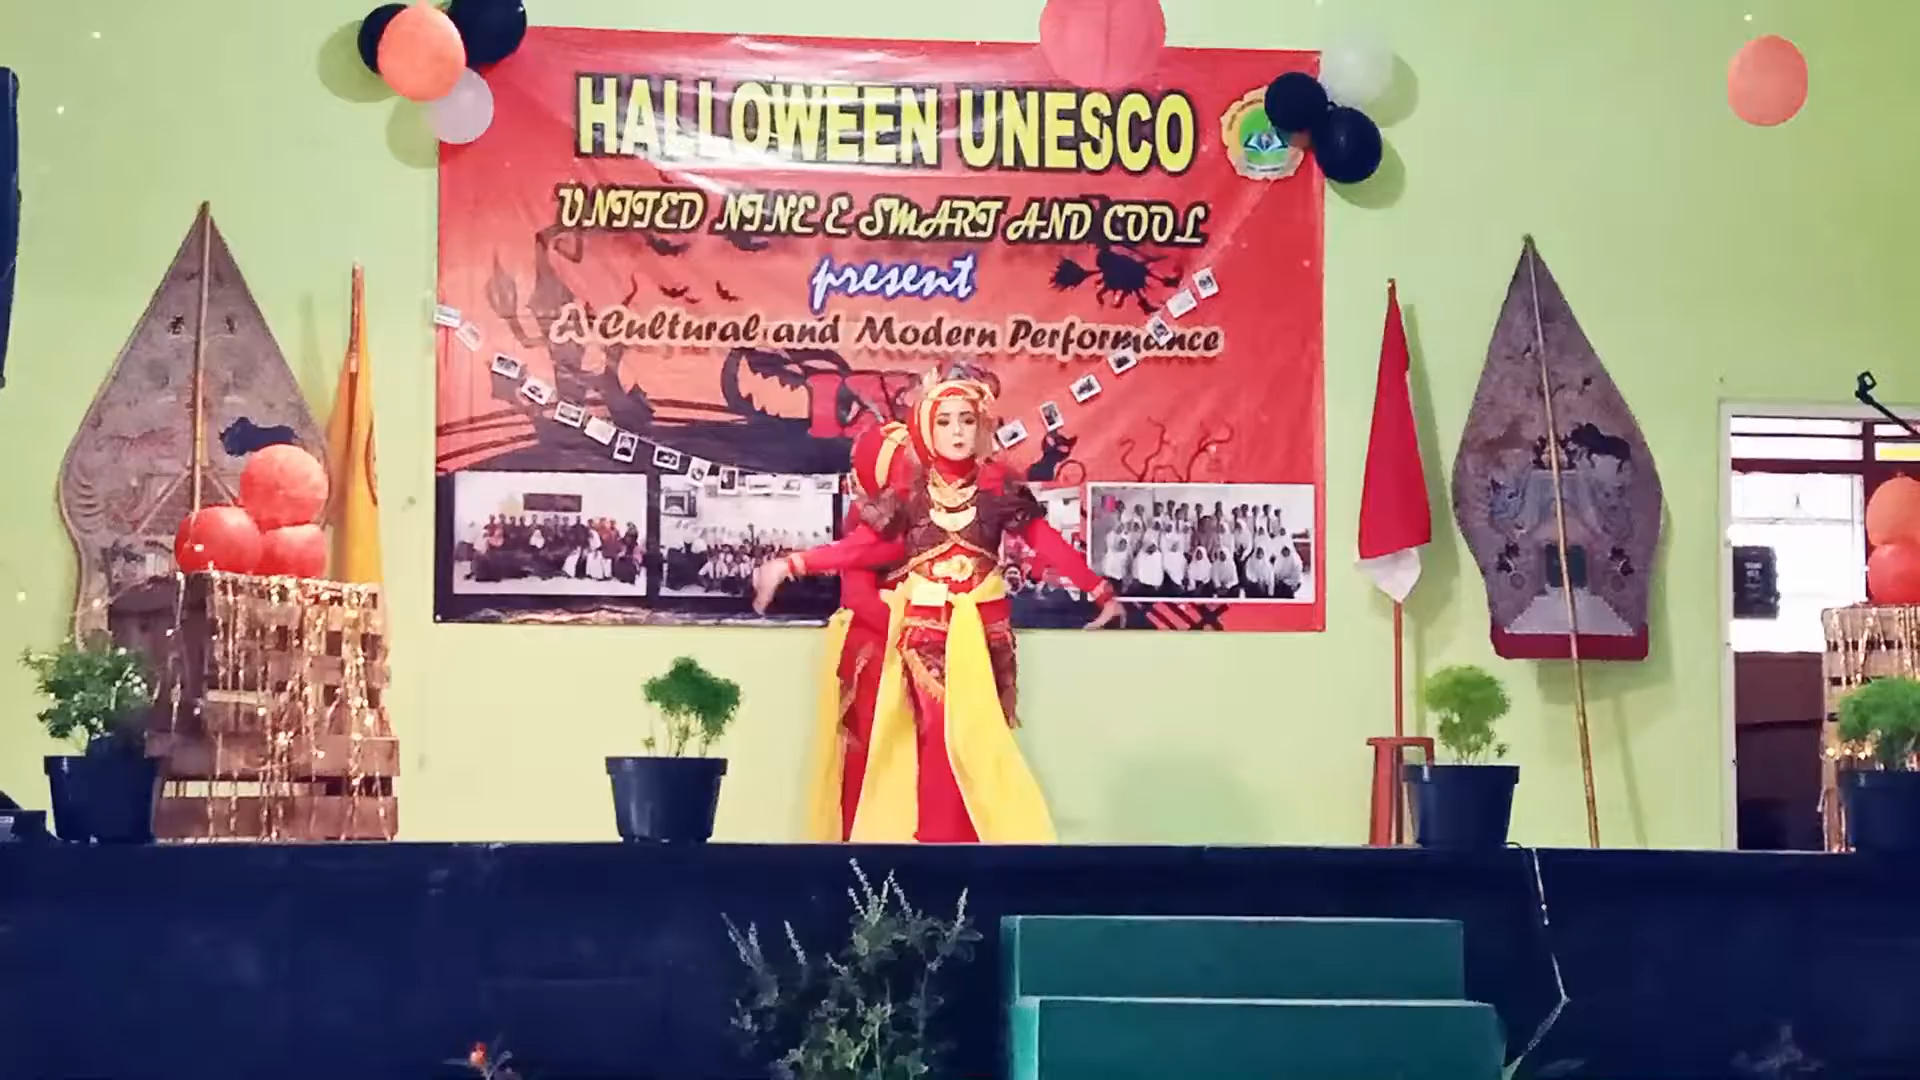 HALLOWEEN UNESCO
UNITED NINE E SMART AND COOL
present
A Cultural and Modern Performance